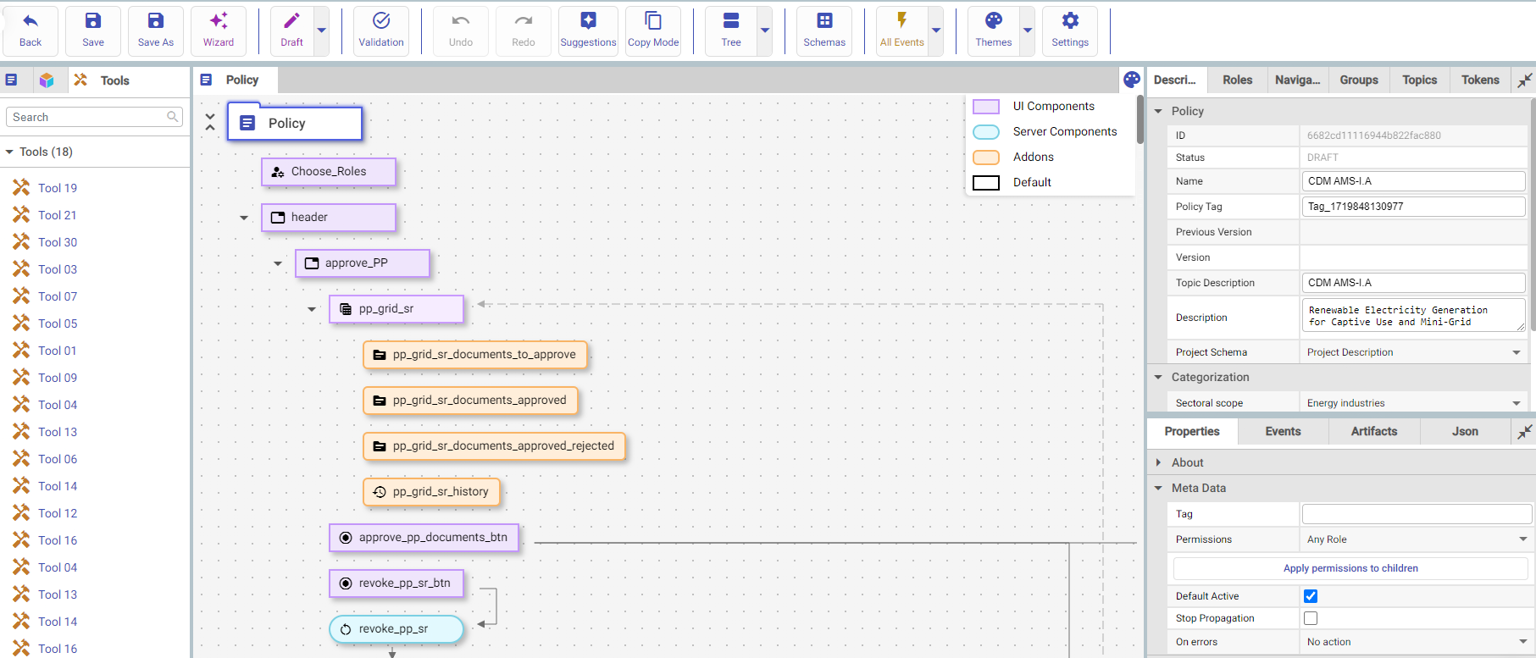 Back
Save
Save As
Wizard
Draft
Validation
Undo
Redo
Suggestions
Copy Mode
Tree
Schemas
All Events
Themes
Settings
Tools
Search
Tools (18)
Tool 19
Tool 21
Tool 30
Tool 03
Tool 07
Tool 05
Tool 01
Tool 09
Tool 04
Tool 13
Tool 06
Tool 14
Tool 12
Tool 16
Tool 04
Tool 13
Tool 14
Tool 16
Policy
Policy
Choose_Roles
header
approve_PP
pp_grid_sr
pp_grid_sr_documents_to_approve
pp_grid_sr_documents_approved
pp_grid_sr_documents_approved_rejected
pp_grid_sr_history
approve_pp_documents_btn
revoke_pp_sr_btn
revoke_pp_sr
UI Components
Server Components
Addons
Default
Descri...
Roles
Naviga...
Groups
Topics
Tokens
Policy
ID
6682cd11116944b822fac880
Status
DRAFT
Name
CDM AMS-I.A
Policy Tag
Tag_1719848130977
Previous Version
Version
Topic Description
CDM AMS-I.A
Description
Renewable Electricity Generation
for Captive Use and Mini-Grid
Project Schema
Project Description
Categorization
Sectoral scope
Energy industries
Properties
Events
Artifacts
Json
About
Meta Data
Tag
Permissions
Any Role
Apply permissions to children
Default Active
Stop Propagation
On errors
No action